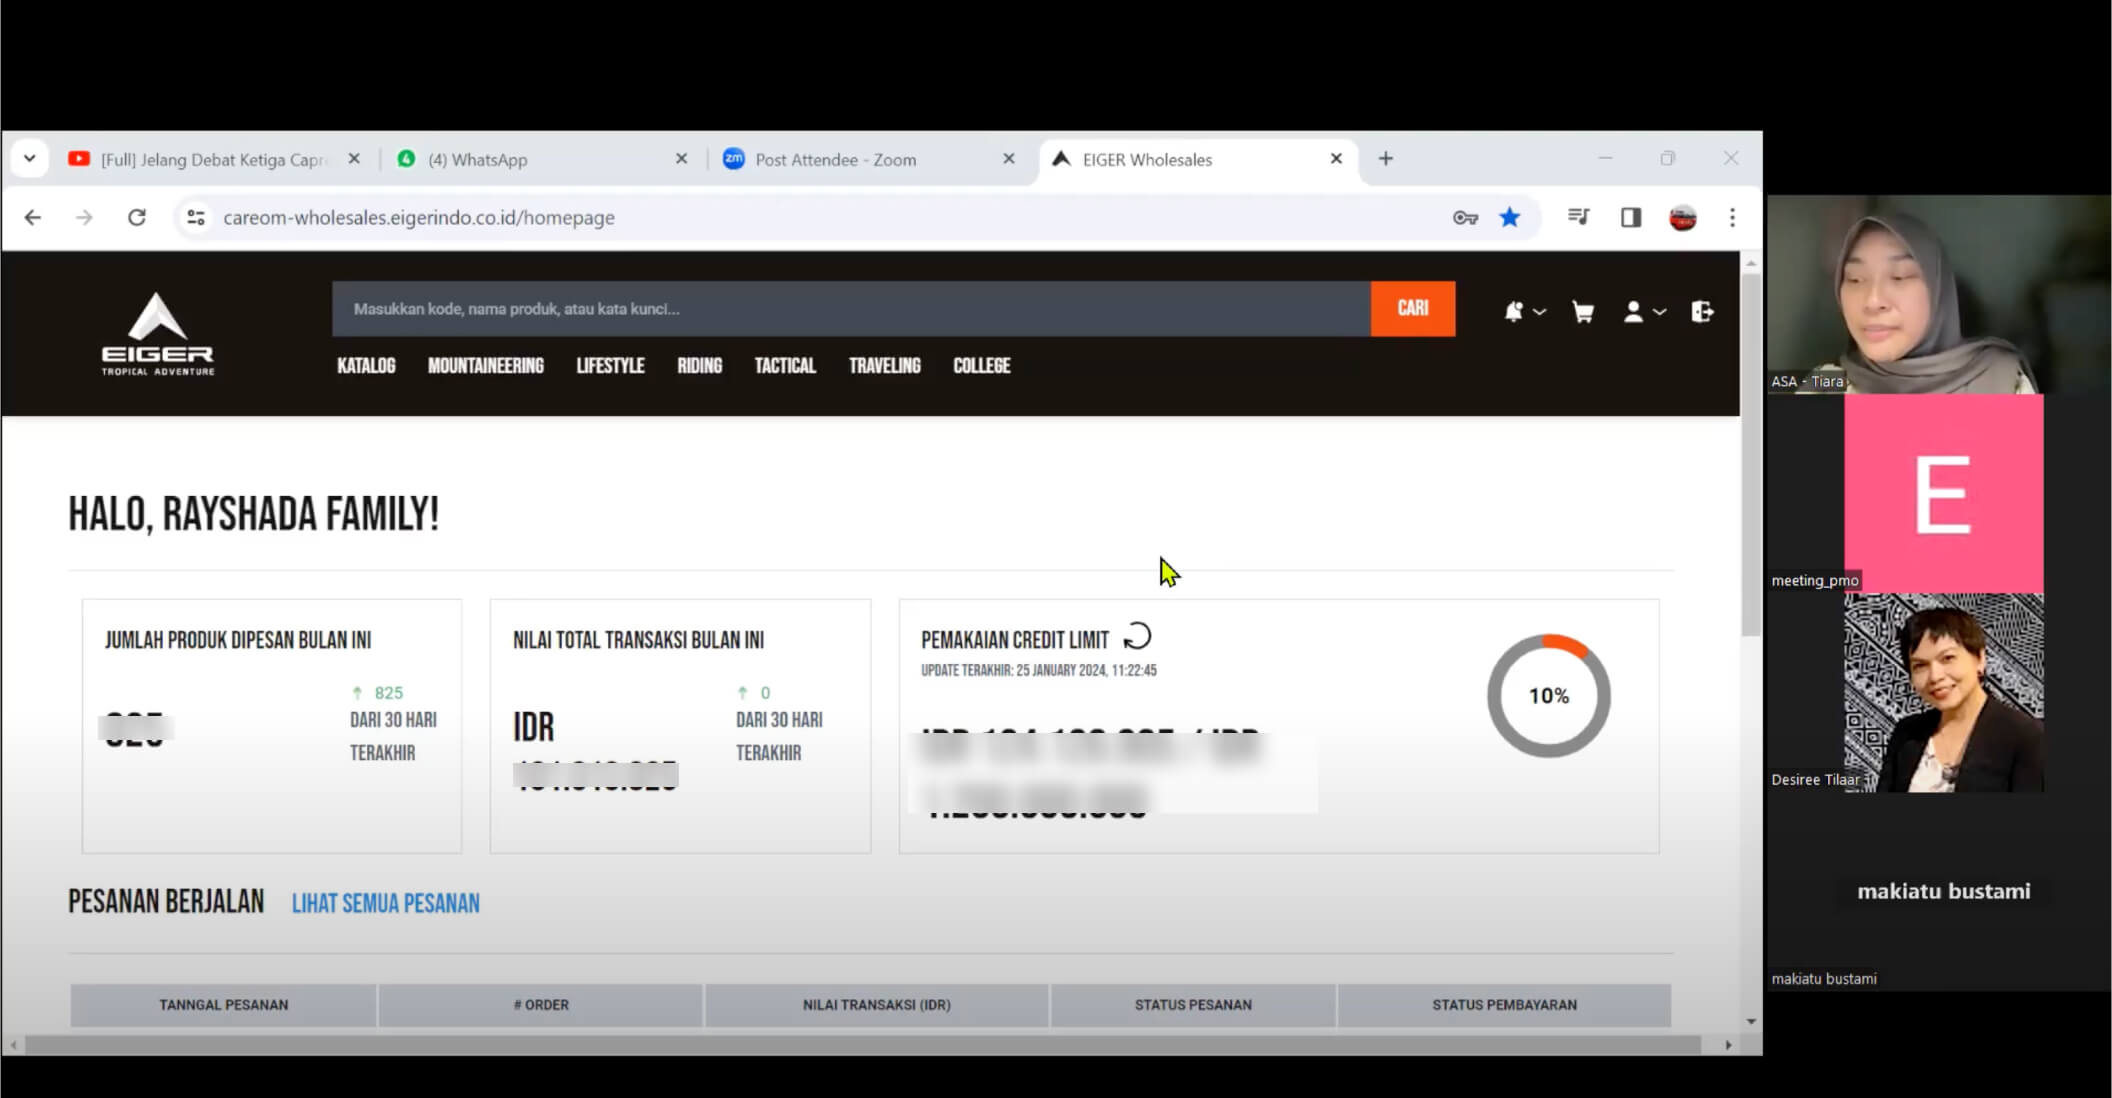 [Full] Jelang Debat Ketiga Capre
(4) WhatsApp
zm Post Attendee - Zoom
EIGER Wholesales
careom-wholesales.eigerindo.co.id/homepage
EIGER
TROPICAL ADVENTURE
Masukkan kode, nama produk, atau kata kunci...
CARI
KATALOG MOUNTAINEERING LIFESTYLE RIDING TACTICAL TRAVELING COLLEGE
HALO, RAYSHADA FAMILY!
JUMLAH PRODUK DIPESAN BULAN INI
825
DARI 30 HARI
TERAKHIR
NILAI TOTAL TRANSAKSI BULAN INI
IDR
0
DARI 30 HARI
TERAKHIR
PEMAKAIAN CREDIT LIMIT
UPDATE TERAKHIR: 25 JANUARY 2024, 11:22:45
10%
PESANAN BERJALAN LIHAT SEMUA PESANAN
TANNGAL PESANAN # ORDER NILAI TRANSAKSI (IDR) STATUS PESANAN STATUS PEMBAYARAN
ASA - Tiara
E
meeting_pmo
Desiree Tilaar
makiatu bustami
makiatu bustami